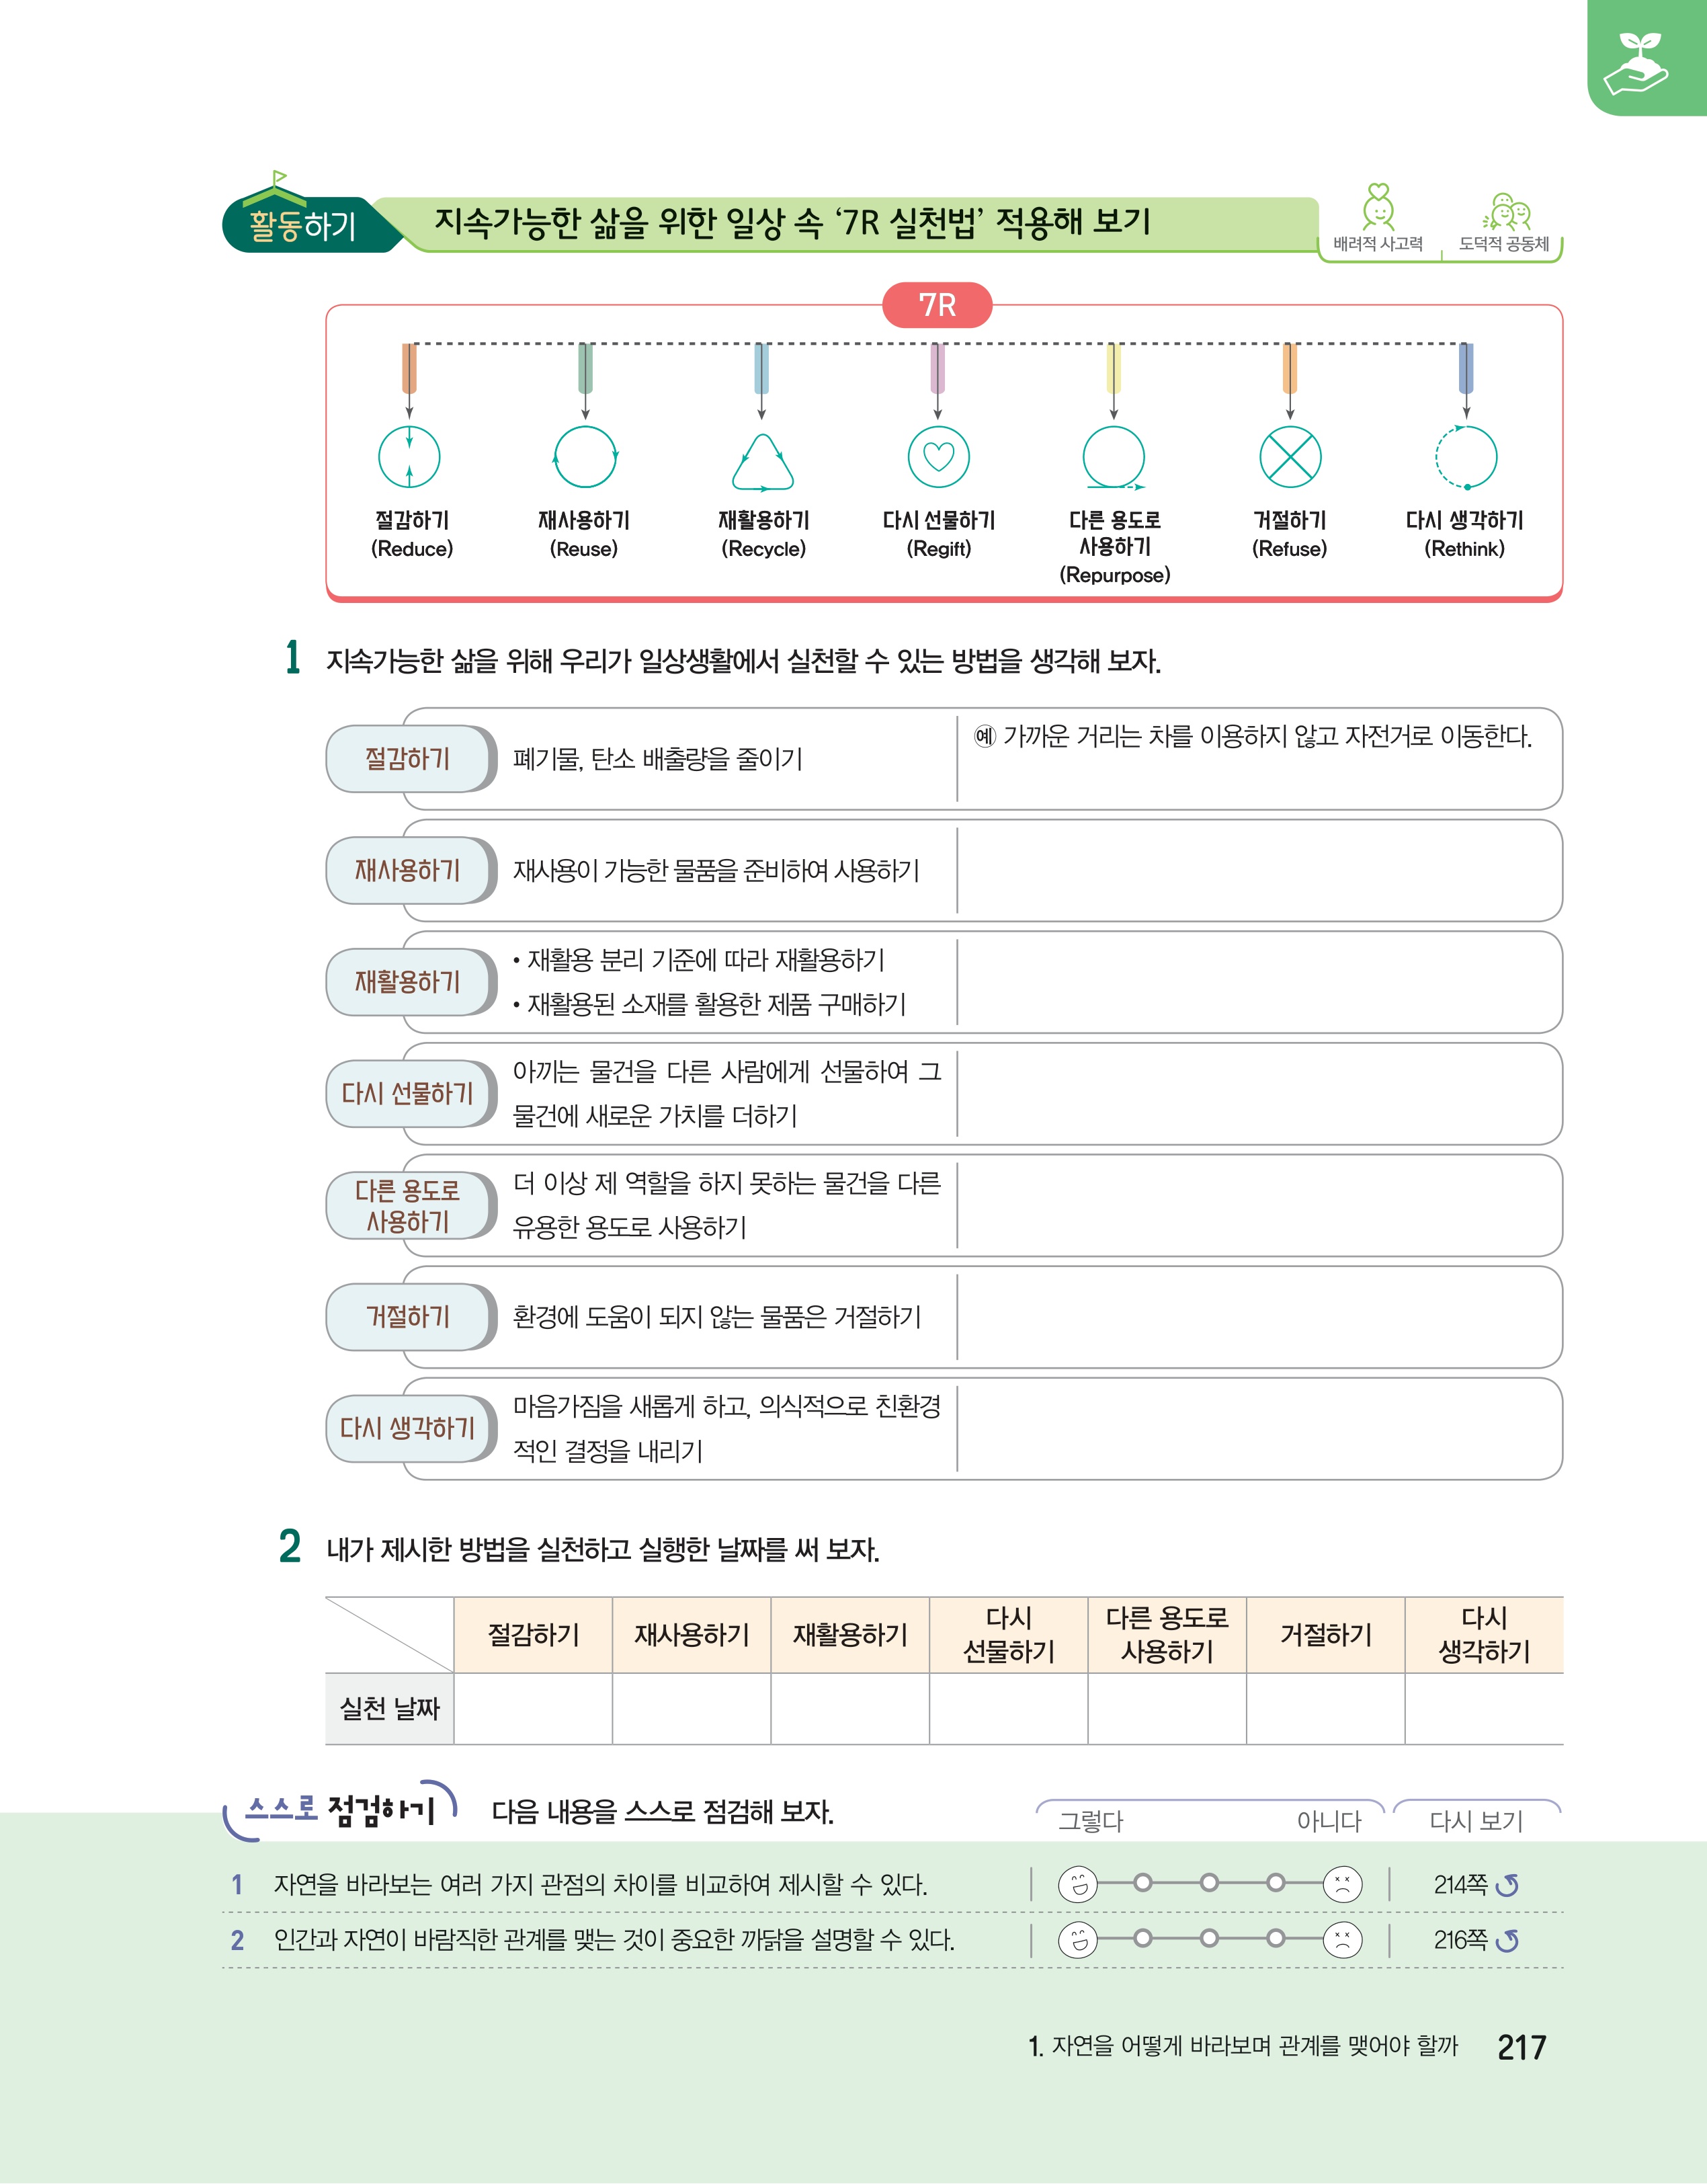 활동하기
지속가능한 삶을 위한 일상 속 '7R 실천법' 적용해 보기
배려적 사고력
도덕적 공동체
7R
절감하기
(Reduce)
재사용하기
(Reuse)
재활용하기
(Recycle)
다시 선물하기
(Regift)
다른 용도로
사용하기
(Repurpose)
거절하기
(Refuse)
다시 생각하기
(Rethink)
1 지속가능한 삶을 위해 우리가 일상생활에서 실천할 수 있는 방법을 생각해 보자.
절감하기
폐기물, 탄소 배출량을 줄이기
예 가까운 거리는 차를 이용하지 않고 자전거로 이동한다.
재사용하기
재사용이 가능한 물품을 준비하여 사용하기
재활용하기
• 재활용 분리 기준에 따라 재활용하기
• 재활용된 소재를 활용한 제품 구매하기
다시 선물하기
아끼는 물건을 다른 사람에게 선물하여 그
물건에 새로운 가치를 더하기
다른 용도로
사용하기
더 이상 제 역할을 하지 못하는 물건을 다른
유용한 용도로 사용하기
거절하기
환경에 도움이 되지 않는 물품은 거절하기
다시 생각하기
마음가짐을 새롭게 하고, 의식적으로 친환경
적인 결정을 내리기
2 내가 제시한 방법을 실천하고 실행한 날짜를 써 보자.
절감하기
재사용하기
재활용하기
다시
선물하기
다른 용도로
사용하기
거절하기
다시
생각하기
실천 날짜
스스로 점검하기
다음 내용을 스스로 점검해 보자.
그렇다
아니다
다시 보기
1 자연을 바라보는 여러 가지 관점의 차이를 비교하여 제시할 수 있다.
214쪽
2 인간과 자연이 바람직한 관계를 맺는 것이 중요한 까닭을 설명할 수 있다.
216쪽
1. 자연을 어떻게 바라보며 관계를 맺어야 할까 217